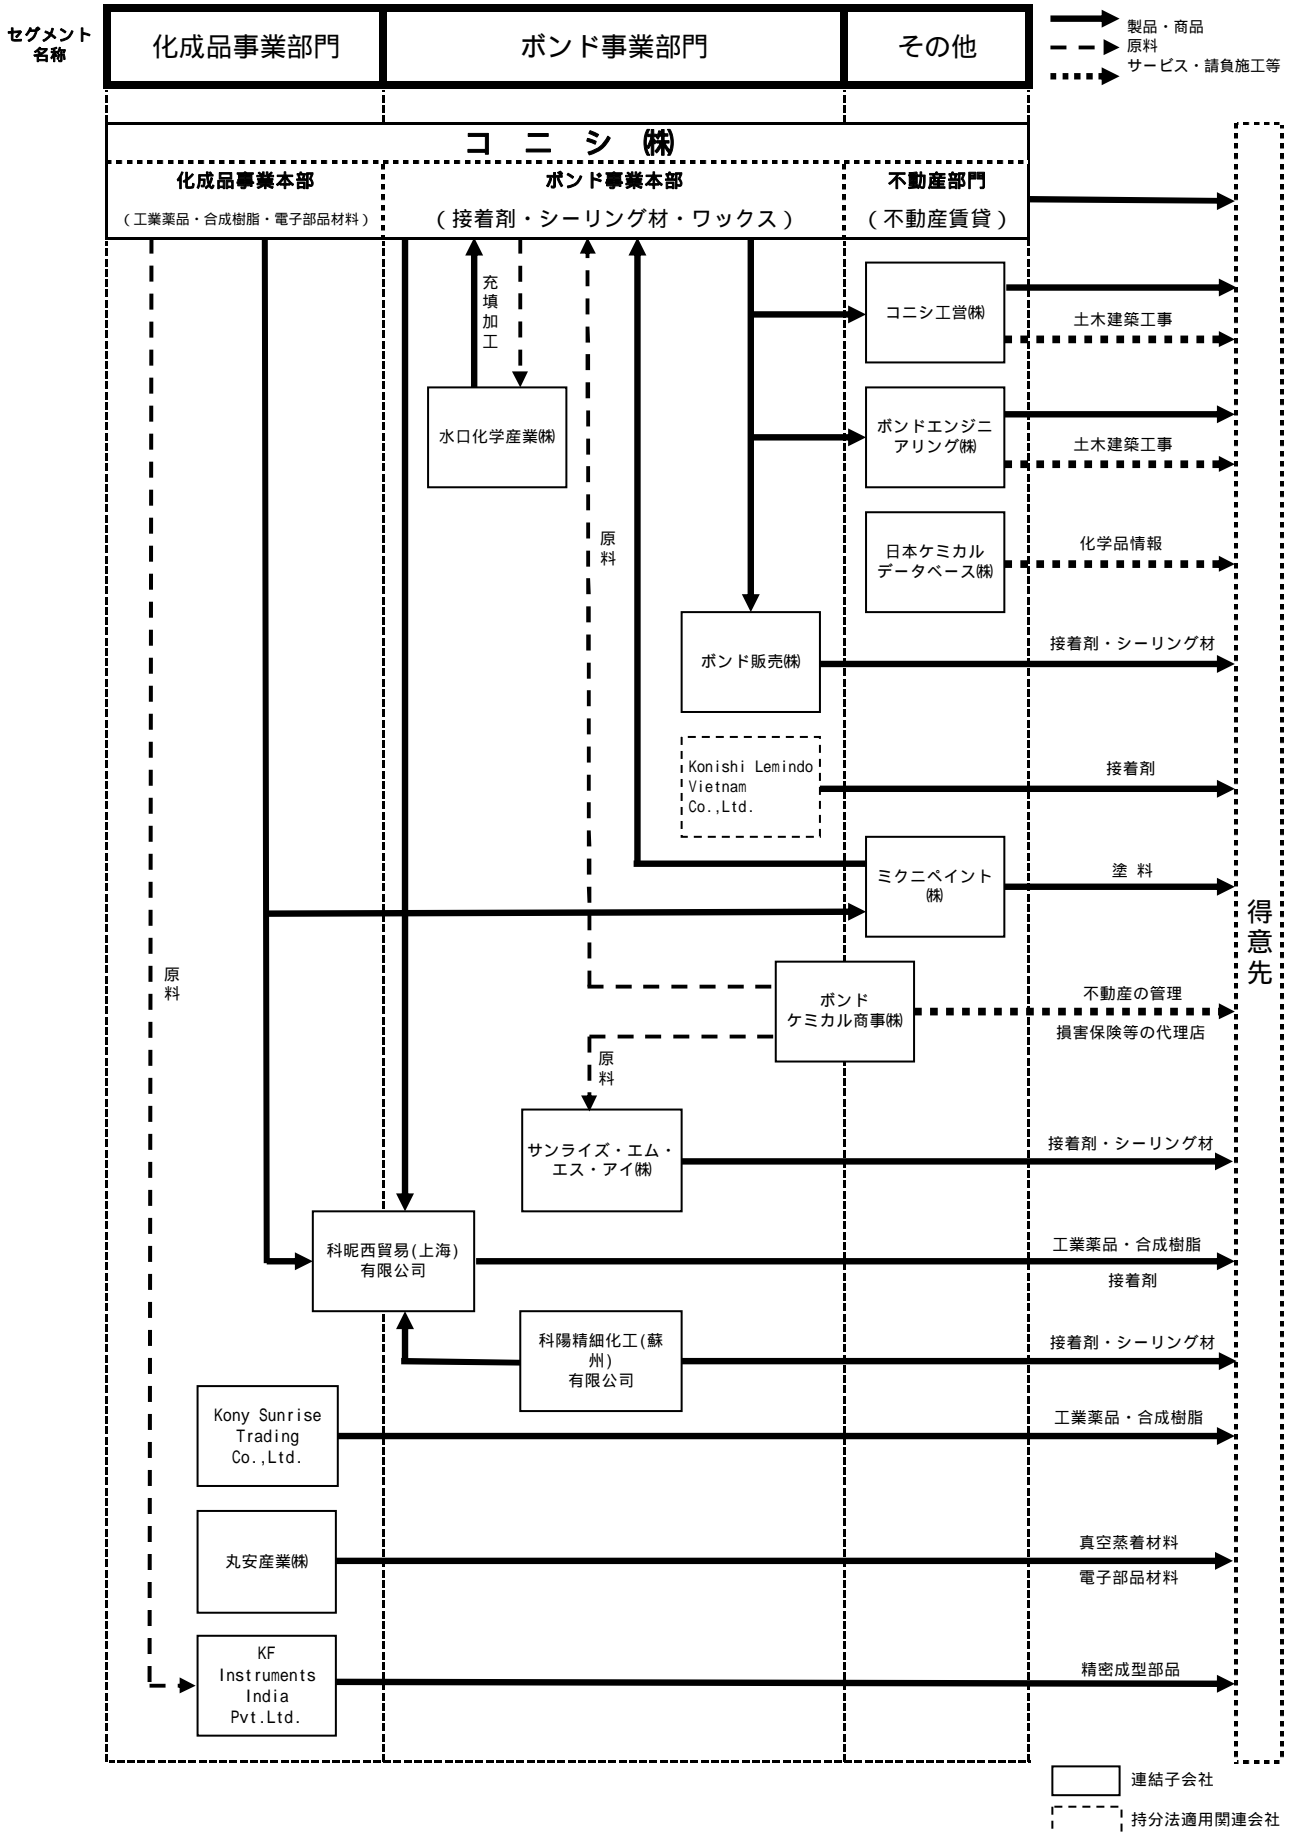 セグメント
名称
化成品事業部門
ボンド事業部門
その他
製品・商品
原料
サービス・請負施工等
コニシ㈱
化成品事業本部
ボンド事業本部
不動産部門
(工業薬品・合成樹脂・電子部品材料)
(接着剤・シーリング材・ワックス)
(不動産賃貸)
充填加工
コニシ工営㈱
土木建築工事
水口化学産業㈱
ボンドエンジニ
アリング㈱
土木建築工事
原料
日本ケミカル
データベース㈱
化学品情報
ボンド販売㈱
接着剤・シーリング材
Konishi Lemindo
Vietnam
Co.,Ltd.
接着剤
ミクニペイント
㈱
塗 料
得意先
原料
ボンド
ケミカル商事㈱
不動産の管理
損害保険等の代理店
原料
サンライズ・エム・
エス・アイ㈱
接着剤・シーリング材
科昵西貿易(上海)
有限公司
工業薬品・合成樹脂
接着剤
科陽精細化工(蘇
州)
有限公司
接着剤・シーリング材
Kony Sunrise
Trading
Co.,Ltd.
工業薬品・合成樹脂
丸安産業㈱
真空蒸着材料
電子部品材料
KF
Instruments
India
Pvt.Ltd.
精密成型部品
連結子会社
持分法適用関連会社